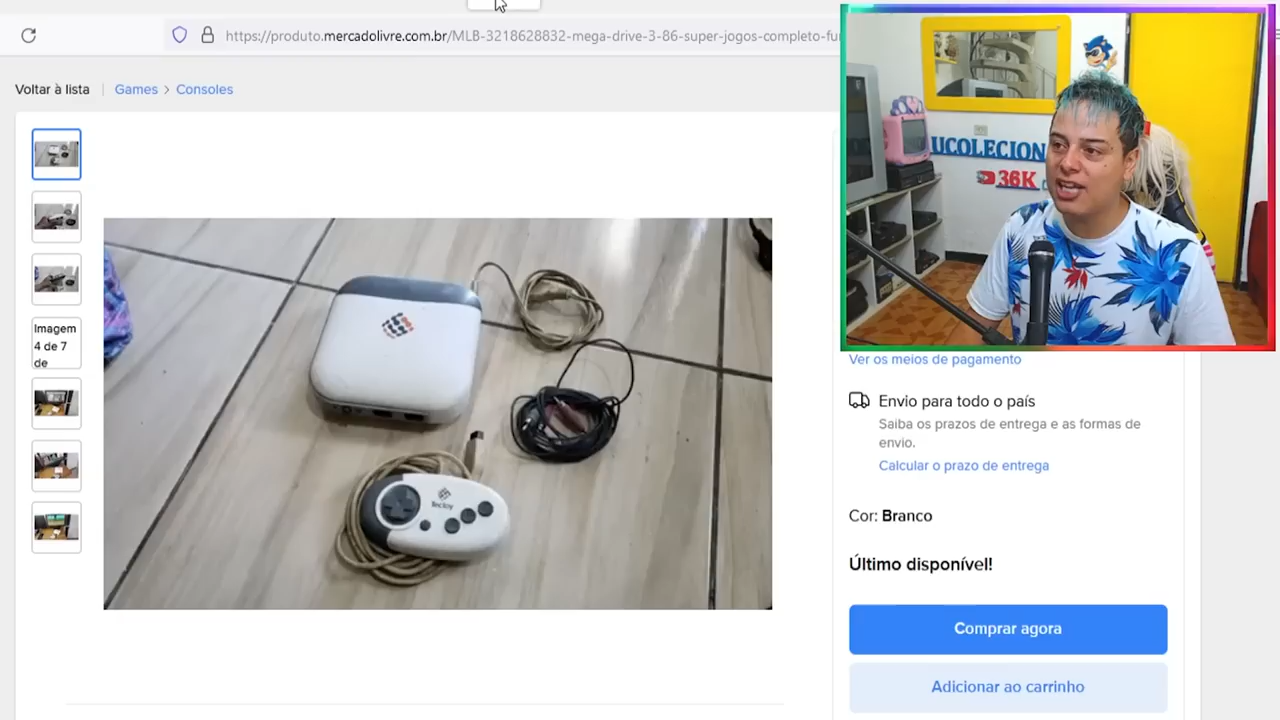 https://produto.mercadolivre.com.br/MLB-3218628832-mega-drive-3-86-super-jogos-completo-fu
Voltar à lista
Games > Consoles
UCOLECION
36K
Imagem
4 de 7
de
Tectoy
Ver os meios de pagamento
Envio para todo o país
Saiba os prazos de entrega e as formas de
envio.
Calcular o prazo de entrega
Cor: Branco
Último disponível!
Comprar agora
Adicionar ao carrinho